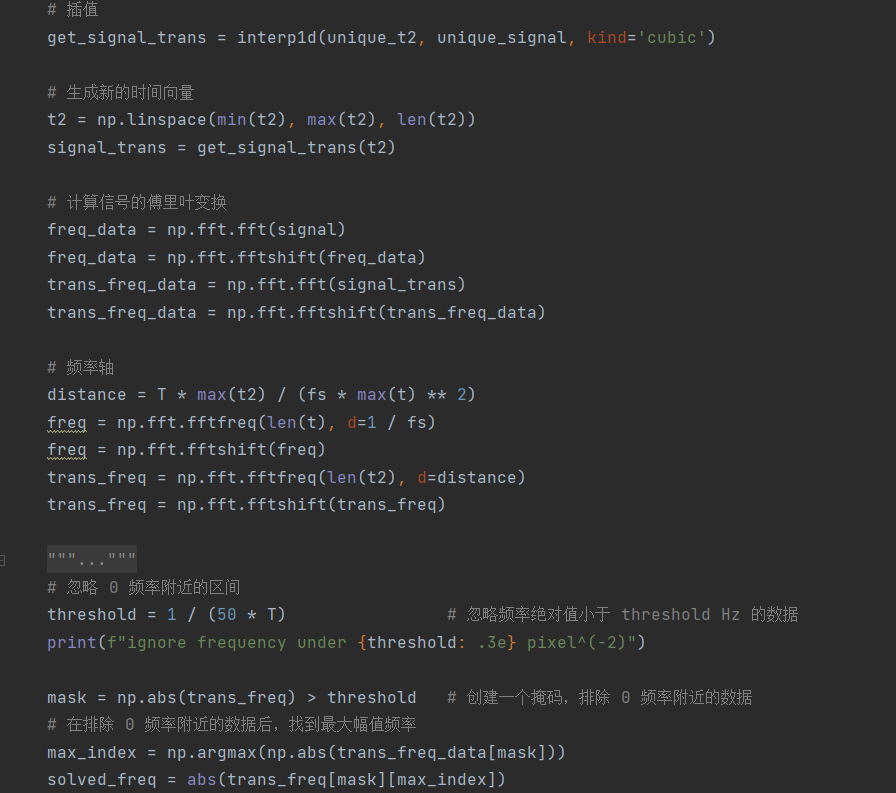 # 插值
get_signal_trans = interp1d(unique_t2, unique_signal, kind='cubic')
# 生成新的时间向量
t2 = np.linspace(min(t2), max(t2), len(t2))
signal_trans = get_signal_trans(t2)
# 计算信号的傅里叶变换
freq_data = np.fft.fft(signal)
freq_data = np.fft.fftshift(freq_data)
trans_freq_data = np.fft.fft(signal_trans)
trans_freq_data = np.fft.fftshift(trans_freq_data)
# 频率轴
distance = T * max(t2) / (fs * max(t) ** 2)
freq = np.fft.fftfreq(len(t), d=1 / fs)
freq = np.fft.fftshift(freq)
trans_freq = np.fft.fftfreq(len(t2), d=distance)
trans_freq = np.fft.fftshift(trans_freq)
"""..."""
# 忽略 0 频率附近的区间
threshold = 1 / (50 * T)                # 忽略频率绝对值小于 threshold Hz 的数据
print(f"ignore frequency under {threshold: .3e} pixel^(-2)")
mask = np.abs(trans_freq) > threshold   # 创建一个掩码，排除 0 频率附近的数据
# 在排除 0 频率附近的数据后，找到最大幅值频率
max_index = np.argmax(np.abs(trans_freq_data[mask]))
solved_freq = abs(trans_freq[mask][max_index])